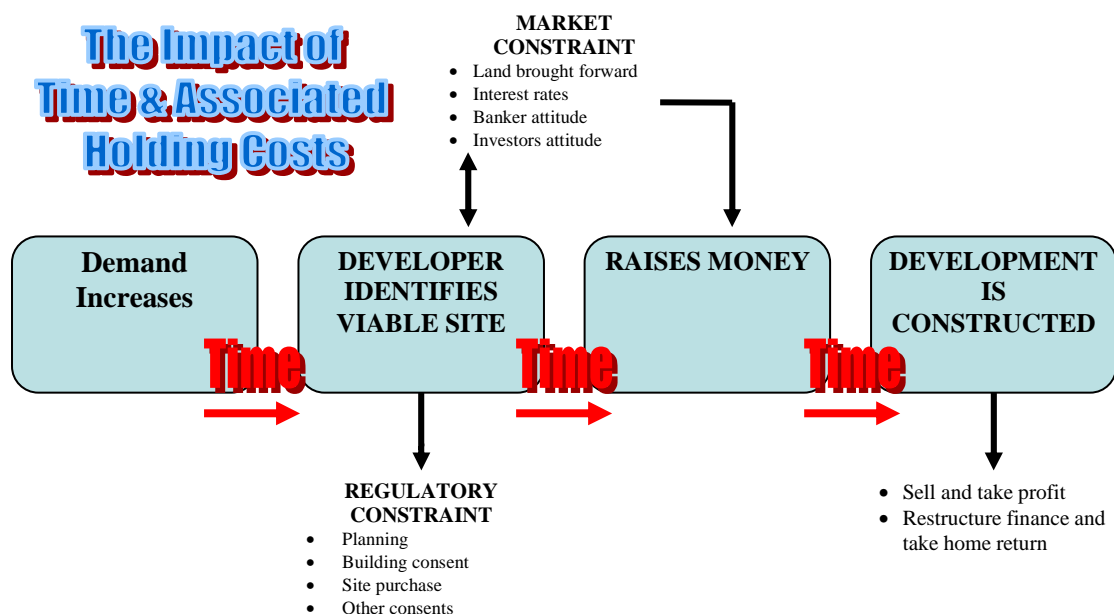 The Impact of
Time & Associated
Holding Costs
MARKET
CONSTRAINT
• Land brought forward
• Interest rates
• Banker attitude
• Investors attitude
Demand
Increases
DEVELOPER
IDENTIFIES
VIABLE SITE
RAISES MONEY
DEVELOPMENT
IS
CONSTRUCTED
Time
Time
Time
REGULATORY
CONSTRAINT
• Planning
• Building consent
• Site purchase
• Other consents
• Sell and take profit
• Restructure finance and
take home return